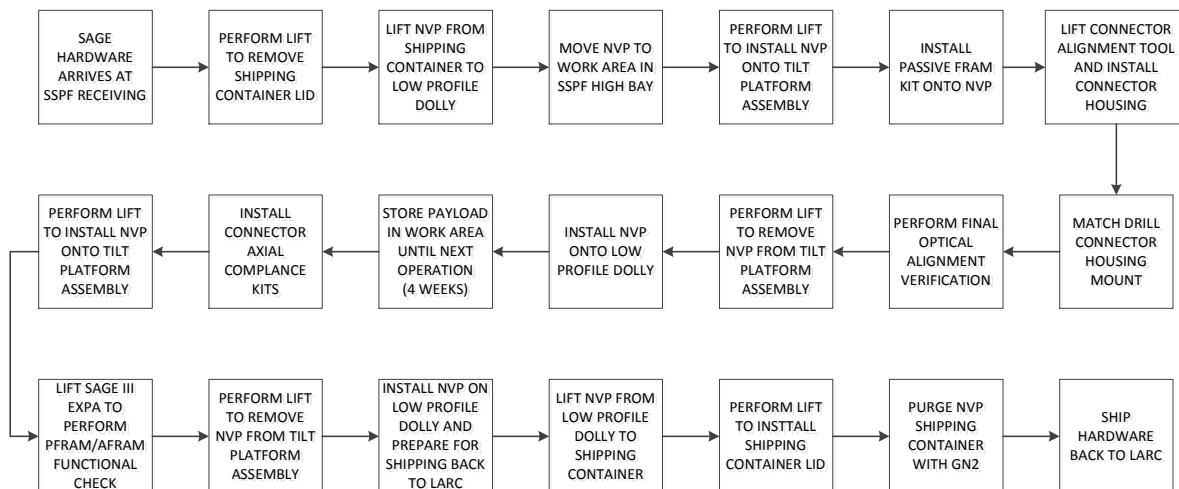 SAGE
HARDWARE
ARRIVES AT
SSPF RECEIVING
PERFORM LIFT
TO REMOVE
SHIPPING
CONTAINER LID
LIFT NVP FROM
SHIPPING
CONTAINER TO
LOW PROFILE
DOLLY
MOVE NVP TO
WORK AREA IN
SSPF HIGH BAY
PERFORM LIFT
TO INSTALL NVP
ONTO TILT
PLATFORM
ASSEMBLY
INSTALL
PASSIVE FRAM
KIT ONTO NVP
LIFT CONNECTOR
ALIGNMENT TOOL
AND INSTALL
CONNECTOR
HOUSING
MATCH DRILL
CONNECTOR
HOUSING
MOUNT
PERFORM FINAL
OPTICAL
ALIGNMENT
VERIFICATION
PERFORM LIFT
TO REMOVE
NVP FROM TILT
PLATFORM
ASSEMBLY
INSTALL NVP
ONTO LOW
PROFILE DOLLY
STORE PAYLOAD
IN WORK AREA
UNTIL NEXT
OPERATION
(4 WEEKS)
INSTALL
CONNECTOR
AXIAL
COMPLANCE
KITS
PERFORM LIFT
TO INSTALL NVP
ONTO TILT
PLATFORM
ASSEMBLY
LIFT SAGE III
EXPA TO
PERFORM
PFRAM/AFRAM
FUNCTIONAL
CHECK
PERFORM LIFT
TO REMOVE
NVP FROM TILT
PLATFORM
ASSEMBLY
INSTALL NVP ON
LOW PROFILE
DOLLY AND
PREPARE FOR
SHIPPING BACK
TO LARC
LIFT NVP FROM
LOW PROFILE
DOLLY TO
SHIPPING
CONTAINER
PERFORM LIFT
TO INSTTALL
SHIPPING
CONTAINER LID
PURGE NVP
SHIPPING
CONTAINER
WITH GN2
SHIP
HARDWARE
BACK TO LARC